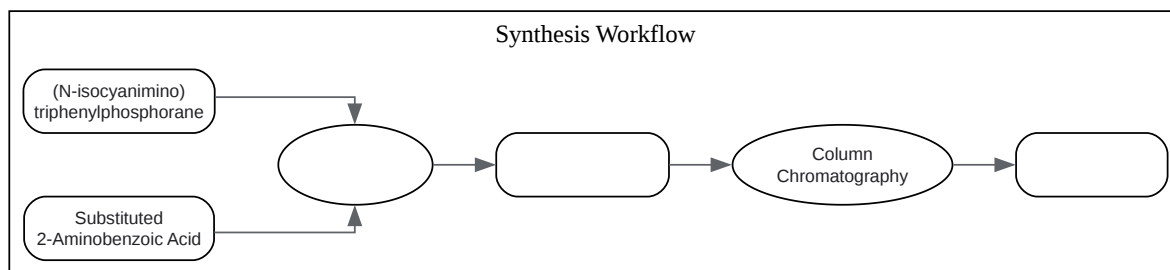 Synthesis Workflow
(N-isocyanimino)
triphenylphosphorane
Substituted
2-Aminobenzoic Acid
Column
Chromatography